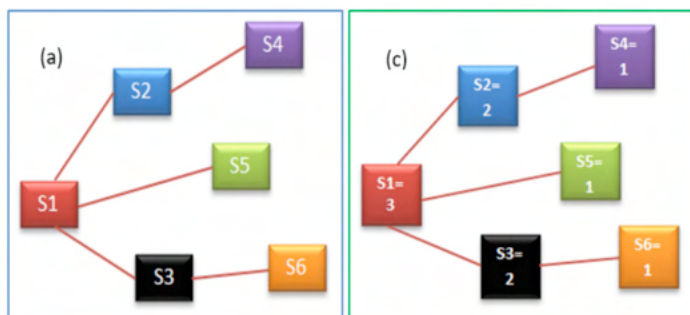 (a)
S4
S2
S5
S1
S3
S6
(c)
S4=
1
S2=
2
S5=
1
S1=
3
S3=
2
S6=
1